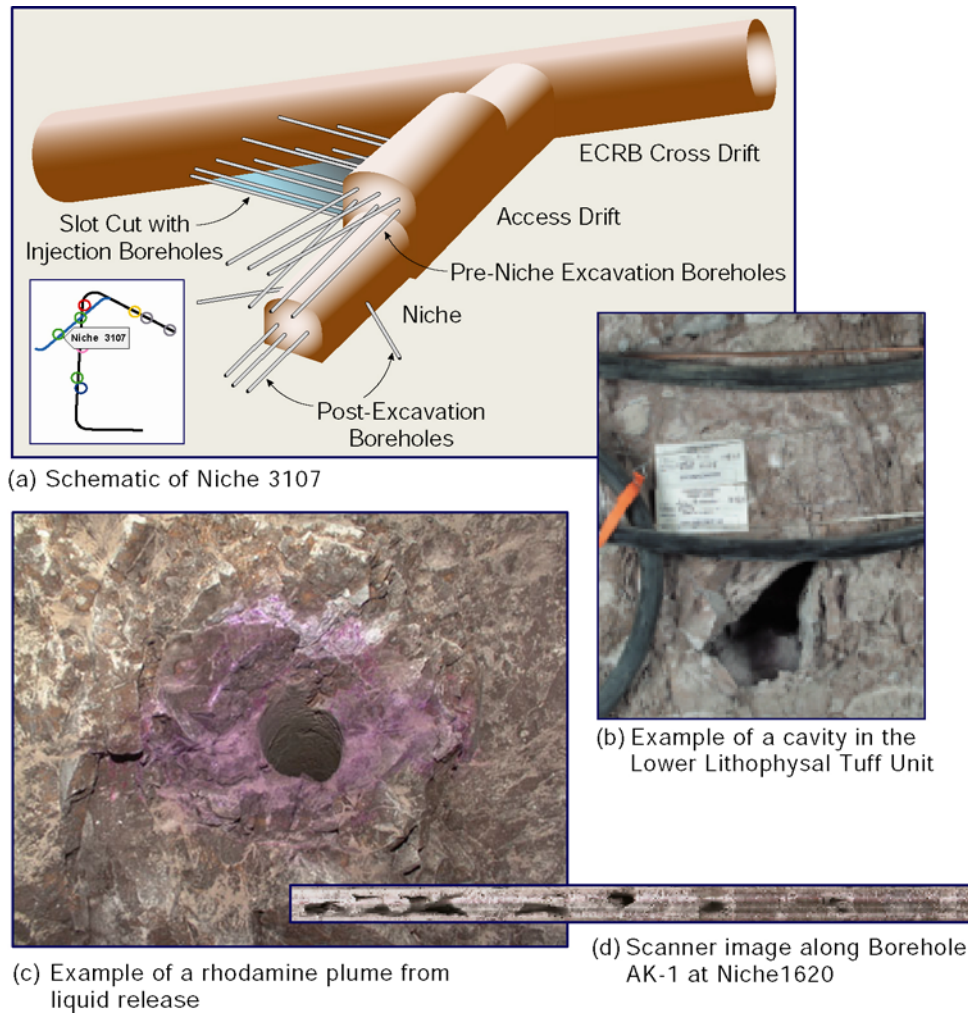 ECRB Cross Drift
Access Drift
Slot Cut with
Injection Boreholes
Pre-Niche Excavation Boreholes
Niche
Niche 3107
Post-Excavation
Boreholes
(a) Schematic of Niche 3107
(b) Example of a cavity in the
Lower Lithophysal Tuff Unit
(c) Example of a rhodamine plume from
liquid release
(d) Scanner image along Borehole
AK-1 at Niche1620